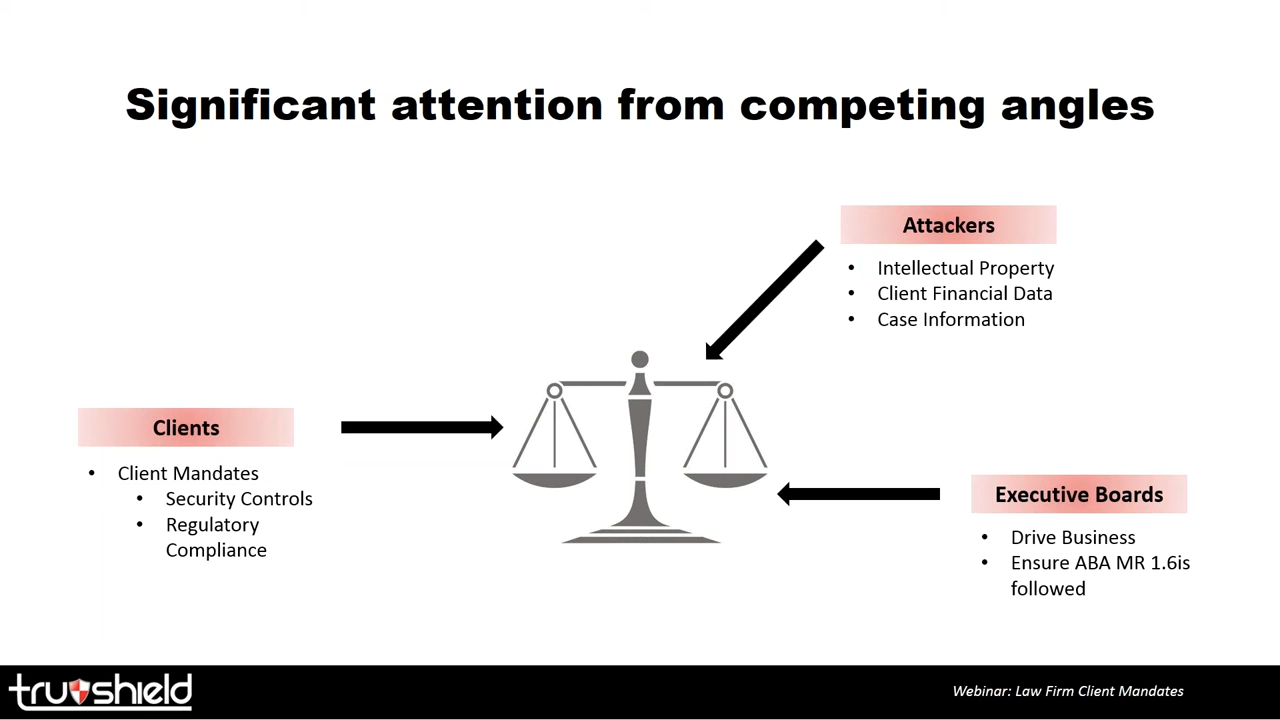 Significant attention from competing angles
Attackers
• Intellectual Property
• Client Financial Data
• Case Information
Clients
• Client Mandates
• Security Controls
• Regulatory
Compliance
Executive Boards
• Drive Business
• Ensure ABA MR 1.6is
followed
trushield
Webinar: Law Firm Client Mandates